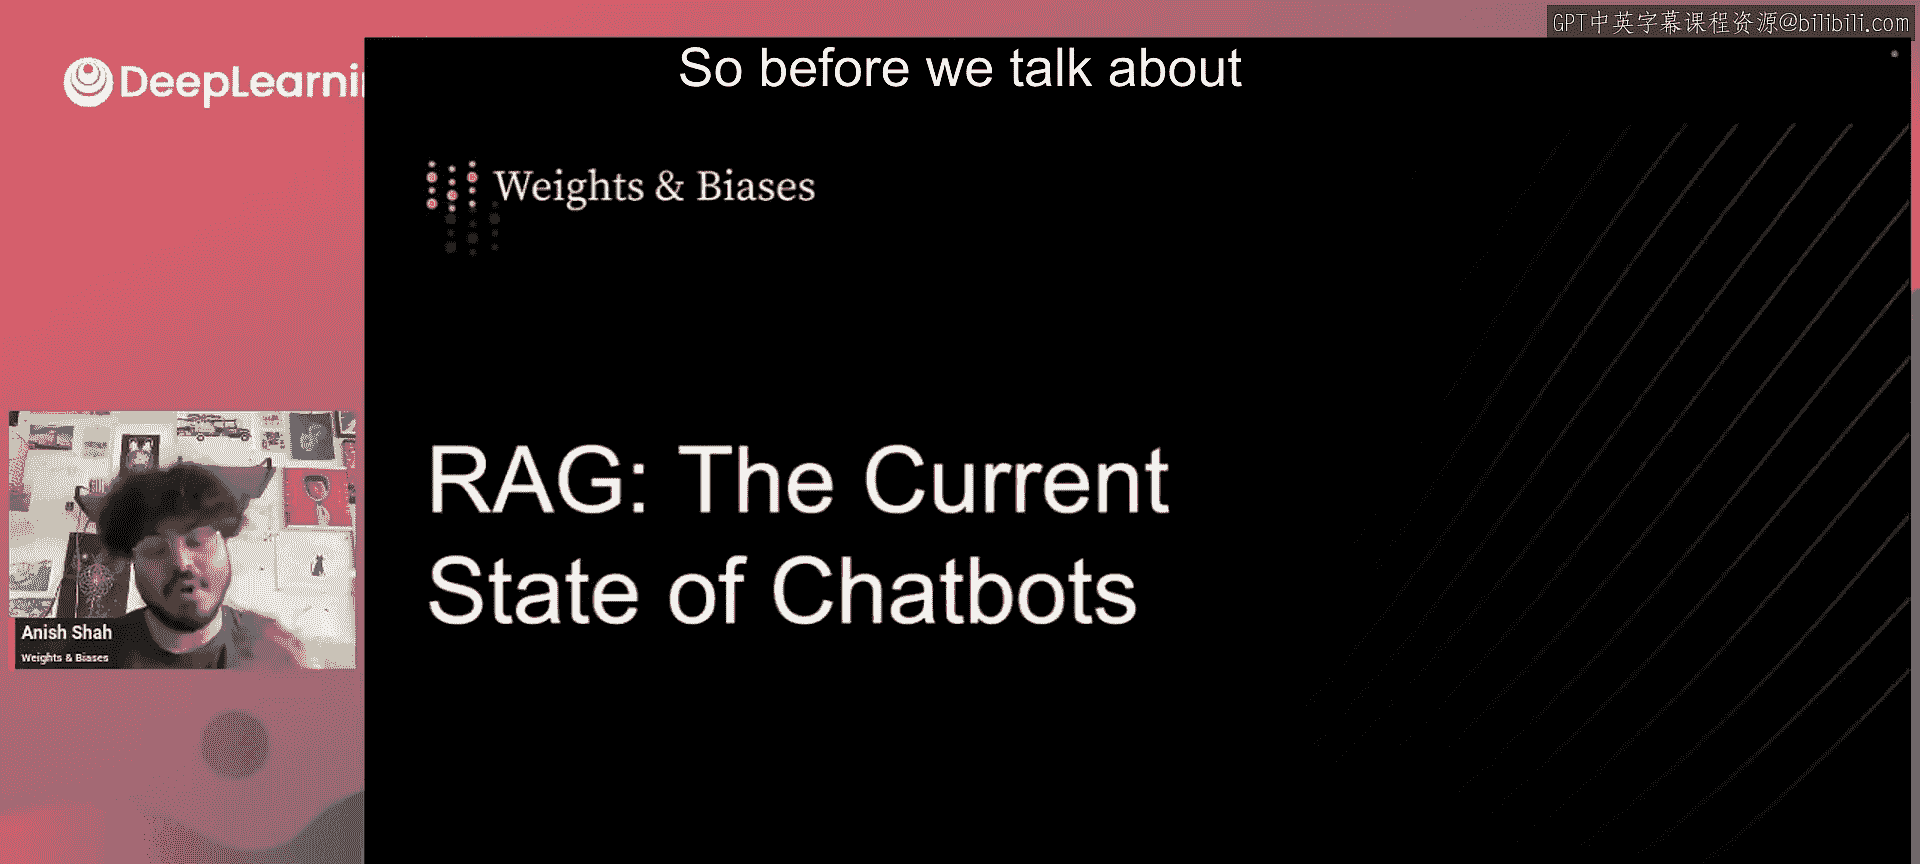 GPT中英字幕课程资源@bilibili.com
So before we talk about
DeepLearni
Weights & Biases
RAG: The Current
State of Chatbots
Anish Shah
Weights & Biases